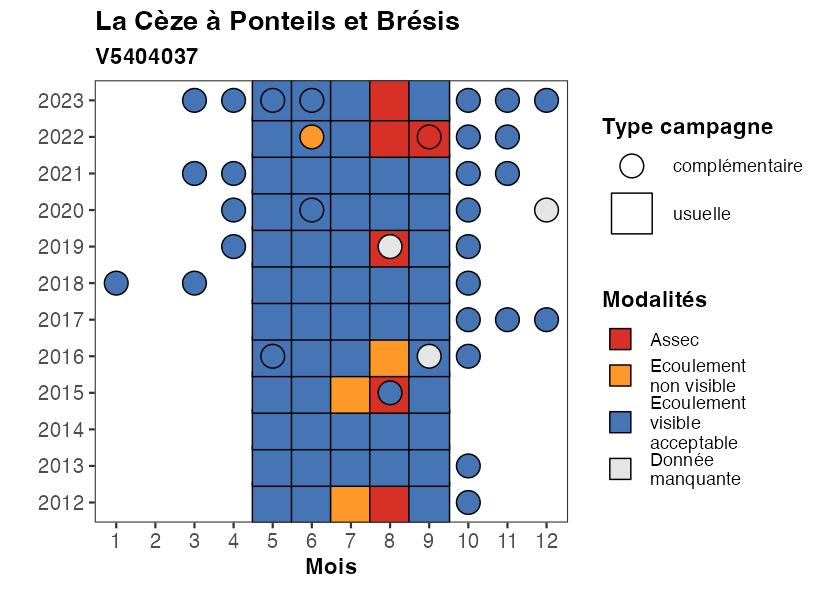 La Cèze à Ponteils et Brésis
V5404037
2023
2022
2021
2020
2019
2018
2017
2016
2015
2014
2013
2012
1 2 3 4 5 6 7 8 9 10 11 12
Mois
Type campagne
complémentaire
usuelle
Modalités
Assec
Ecoulement
non visible
Ecoulement
visible
acceptable
Donnée
manquante